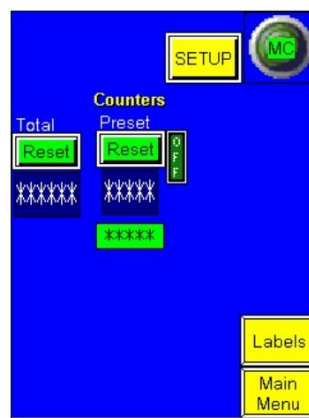 SETUP
MC
Counters
Total
Preset
Reset
Reset
OFF
******
*****
*****
Labels
Main
Menu